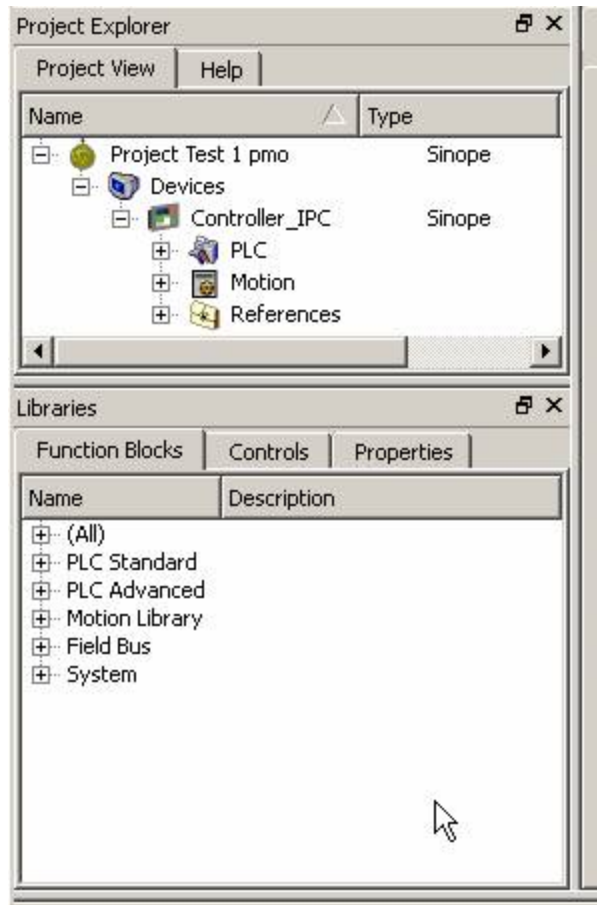 Project Explorer
Project View Help
Name Type
Project Test 1 pmo Sinope
Devices
Controller_IPC Sinope
PLC
Motion
References
Libraries
Function Blocks Controls Properties
Name Description
(All)
PLC Standard
PLC Advanced
Motion Library
Field Bus
System